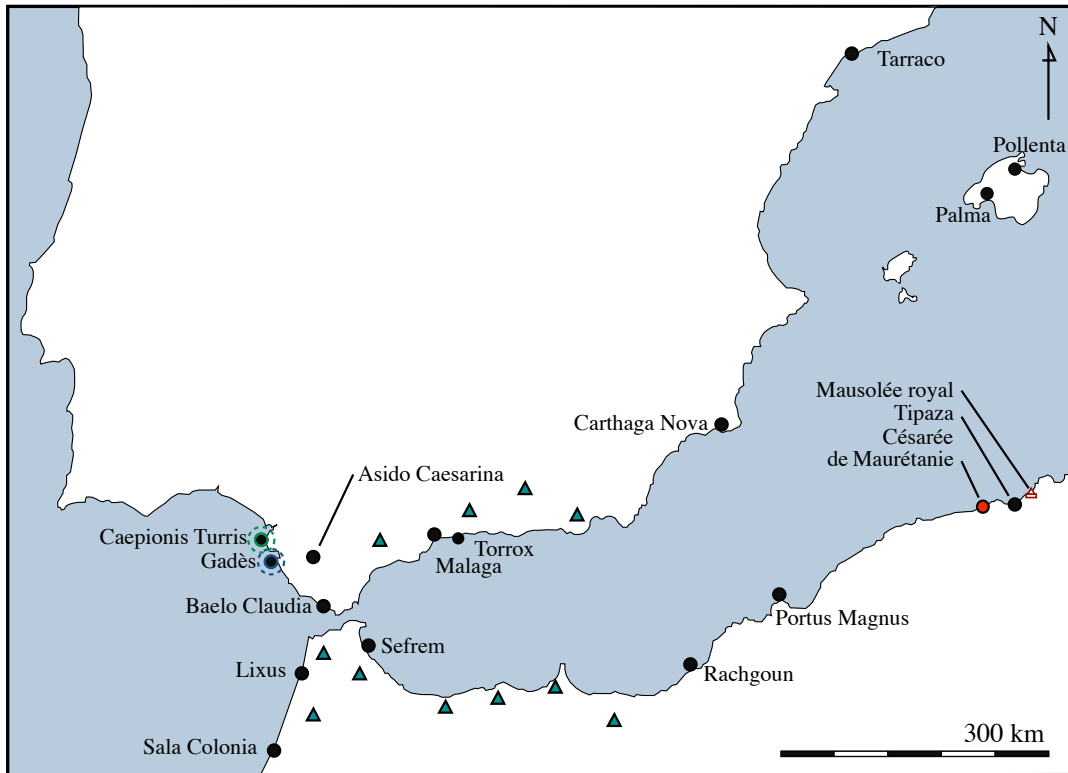 N
Tarraco
Pollenta
Palma
Mausolée royal
Tipaza
Césarée
de Maurétanie
Carthaga Nova
Asido Caesarina
Caepionis Turris
Gadès
Torrox
Malaga
Baelo Claudia
Portus Magnus
Sefrem
Lixus
Rachgoun
Sala Colonia
300 km